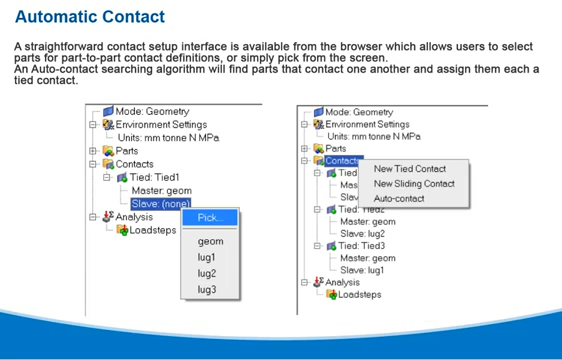 Automatic Contact
A straightforward contact setup interface is available from the browser which allows users to select
parts for part-to-part contact definitions, or simply pick from the screen.
An Auto-contact searching algorithm will find parts that contact one another and assign them each a
tied contact.
Mode: Geometry
Environment Settings
Units: mm tonne N MPa
Parts
Contacts
Tied: Tied1
Master: geom
Slave: (none)
Analysis
Loadsteps
Pick...
geom
lug1
lug2
lug3
Mode: Geometry
Environment Settings
Units: mm tonne N MPa
Parts
Contacts
Tied
Mas
Slav
Tied: Tied2
Master: geom
Slave: lug2
Tied: Tied3
Master: geom
Slave: lug1
Analysis
Loadsteps
New Tied Contact
New Sliding Contact
Auto-contact